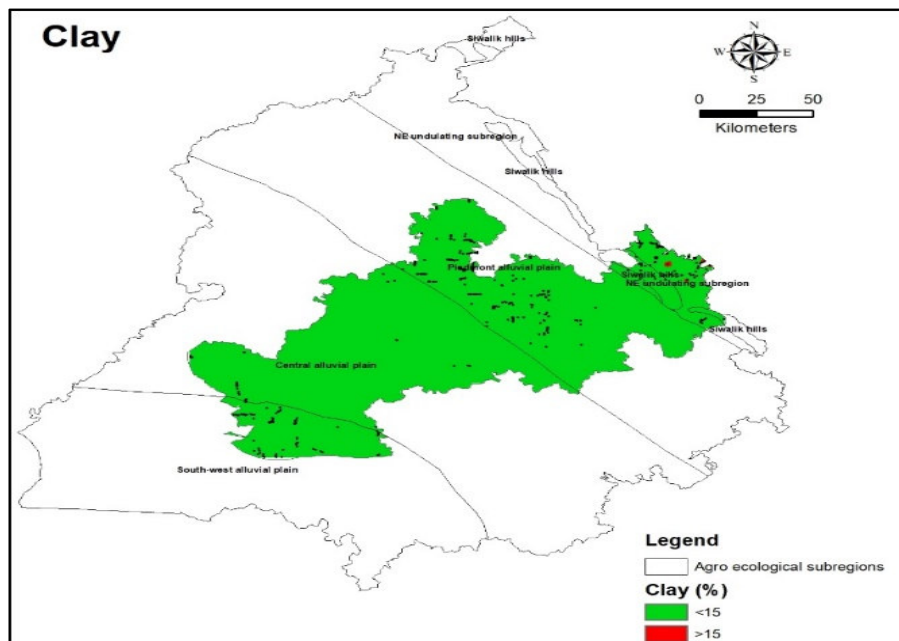 Clay
Siwalik hills
N
W E
S
0 25 50
Kilometers
NE undulating subregion
Siwalik hills
Piedmont alluvial plain
Siwalik hills
NE undulating subregion
Siwalik hills
Central alluvial plain
South-west alluvial plain
Legend
Agro ecological subregions
Clay (%)
<15
>15